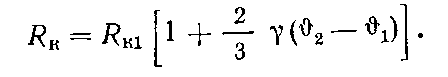 R_к = R_к1 [1 + 2/3 γ(ϑ_2 − ϑ_1)].